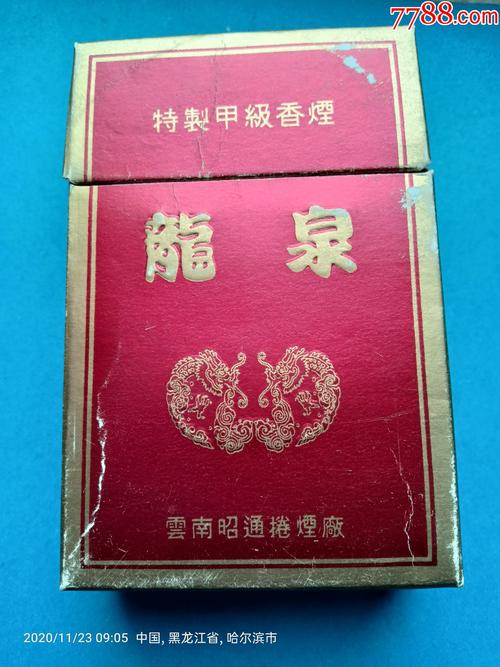 7788.com
特製甲級香煙
龍泉
雲南昭通捲煙廠
2020/11/23 09:05 中国, 黑龙江省, 哈尔滨市